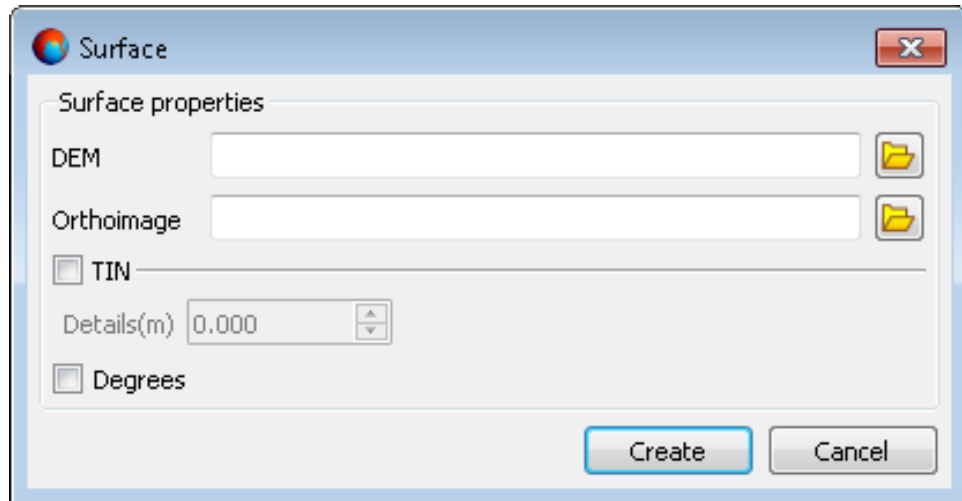 Surface
Surface properties
DEM
Orthoimage
TIN
Details(m) 0.000
Degrees
Create Cancel